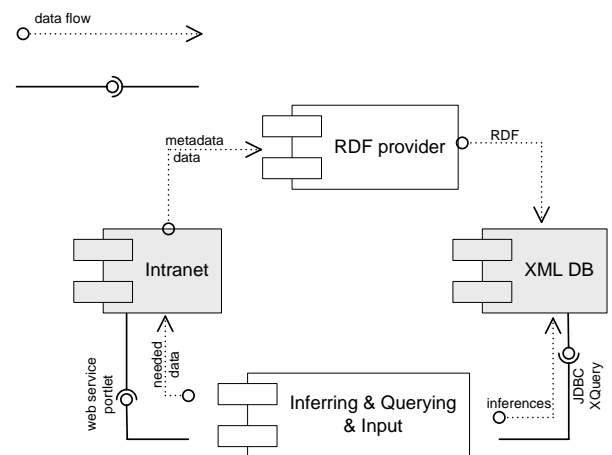 data flow
metadata
data
RDF provider
RDF
Intranet
XML DB
web service
portlet
needed
data
Inferring & Querying
& Input
inferences
JDBC
XQuery